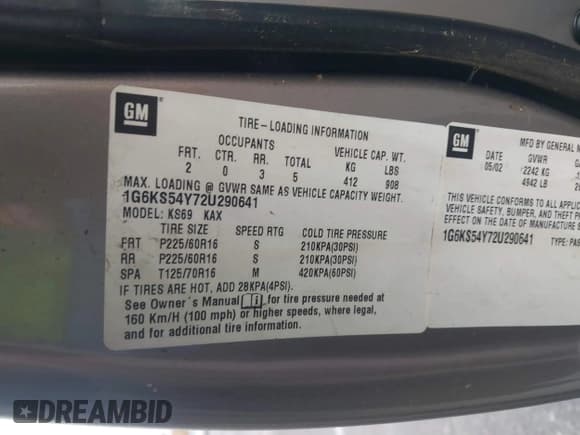 GM
TIRE-LOADING INFORMATION
OCCUPANTS VEHICLE CAP. WT.
FRT. CTR. RR. TOTAL KG LBS
2 0 3 5 412 908
MAX. LOADING @ GVWR SAME AS VEHICLE CAPACITY WEIGHT.
1G6KS54Y72U290641
MODEL: KS69 KAX
TIRE SIZE SPEED RTG COLD TIRE PRESSURE
FRT P225/60R16 S 210KPA(30PSI)
RR P225/60R16 S 210KPA(30PSI)
SPA T125/70R16 M 420KPA(60PSI)
IF TIRES ARE HOT, ADD 28KPA(4PSI).
See Owner's Manual i for tire pressure needed at
160 Km/H (100 mph) or higher speeds, where legal,
and for additional tire information.
GM
MFD BY GENERAL
05/02 GVWR
2242 KG
4942 LB
THIS VEHICLE CONFORMS TO ALL
VEHICLE SAFETY, BUMPER, AND THEFT
IN EFFECT ON THE DATE OF MANUFACTURE
1G6KS54Y72U290641 TYPE:
DREAMBID